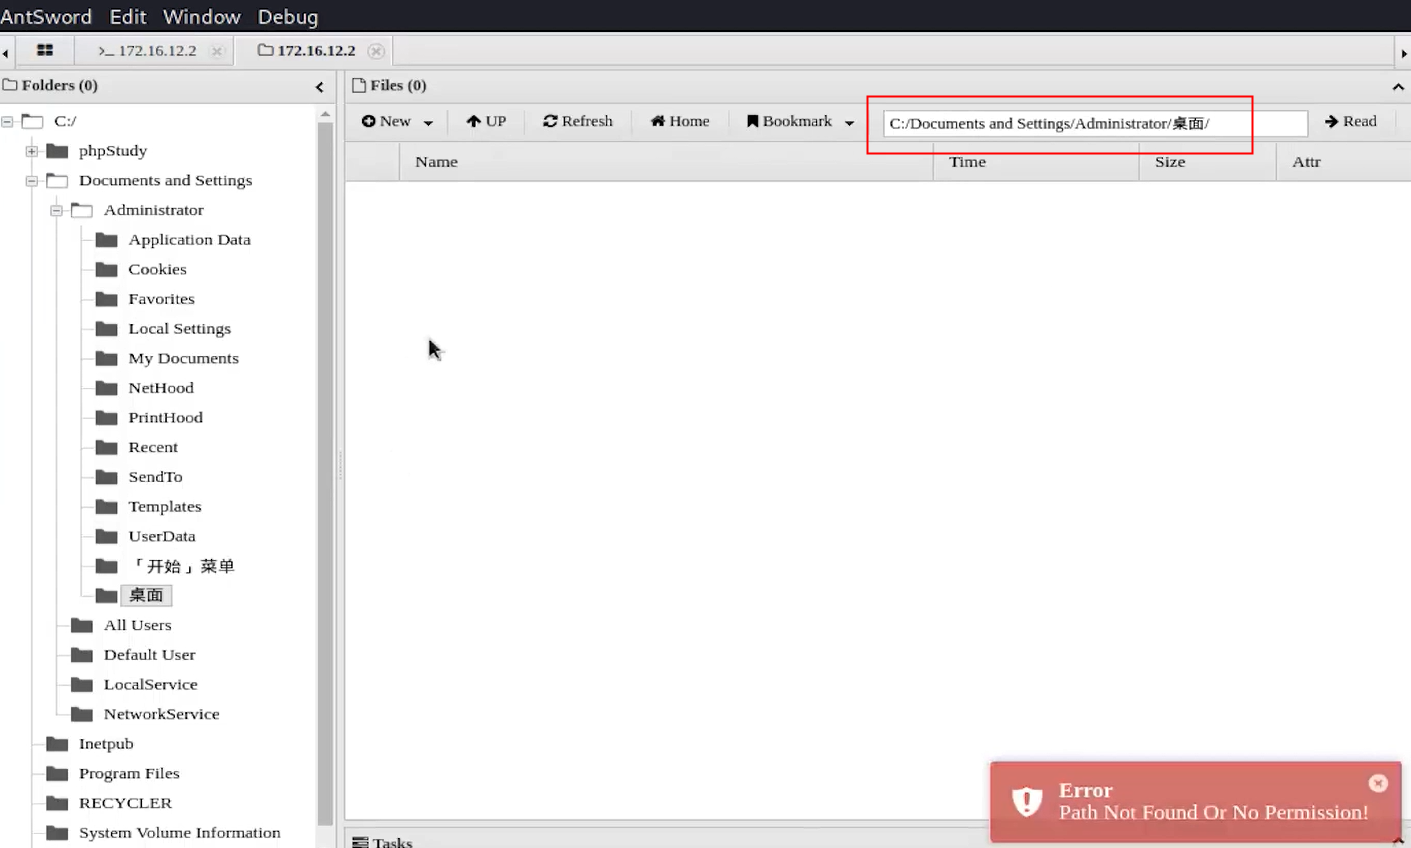 AntSword Edit Window Debug
>_ 172.16.12.2
172.16.12.2
Folders (0)
Files (0)
New
UP
Refresh
Home
Bookmark
C:/Documents and Settings/Administrator/桌面/
Read
Name Time Size Attr
C:/
phpStudy
Documents and Settings
Administrator
Application Data
Cookies
Favorites
Local Settings
My Documents
NetHood
PrintHood
Recent
SendTo
Templates
UserData
「开始」菜单
桌面
All Users
Default User
LocalService
NetworkService
Inetpub
Program Files
RECYCLER
System Volume Information
Error
Path Not Found Or No Permission!
Tasks